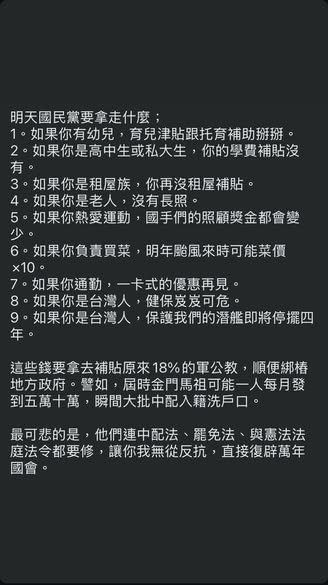 明天國民黨要拿走什麼；
1。如果你有幼兒，育兒津貼跟托育補助掰掰。
2。如果你是高中生或私大生，你的學費補貼沒
有。
3。如果你是租屋族，你再沒租屋補貼。
4。如果你是老人，沒有長照。
5。如果你熱愛運動，國手們的照顧獎金都會變
少。
6。如果你負責買菜，明年颱風來時可能菜價
×10。
7。如果你通勤，一卡式的優惠再見。
8。如果你是台灣人，健保岌岌可危。
9。如果你是台灣人，保護我們的潛艦即將停擺四
年。
這些錢要拿去補貼原來18%的軍公教，順便綁樁
地方政府。譬如，屆時金門馬祖可能一人每月發
到五萬十萬，瞬間大批中配入籍洗戶口。
最可悲的是，他們連中配法、罷免法、與憲法法
庭法令都要修，讓你我無從反抗，直接復辟萬年
國會。